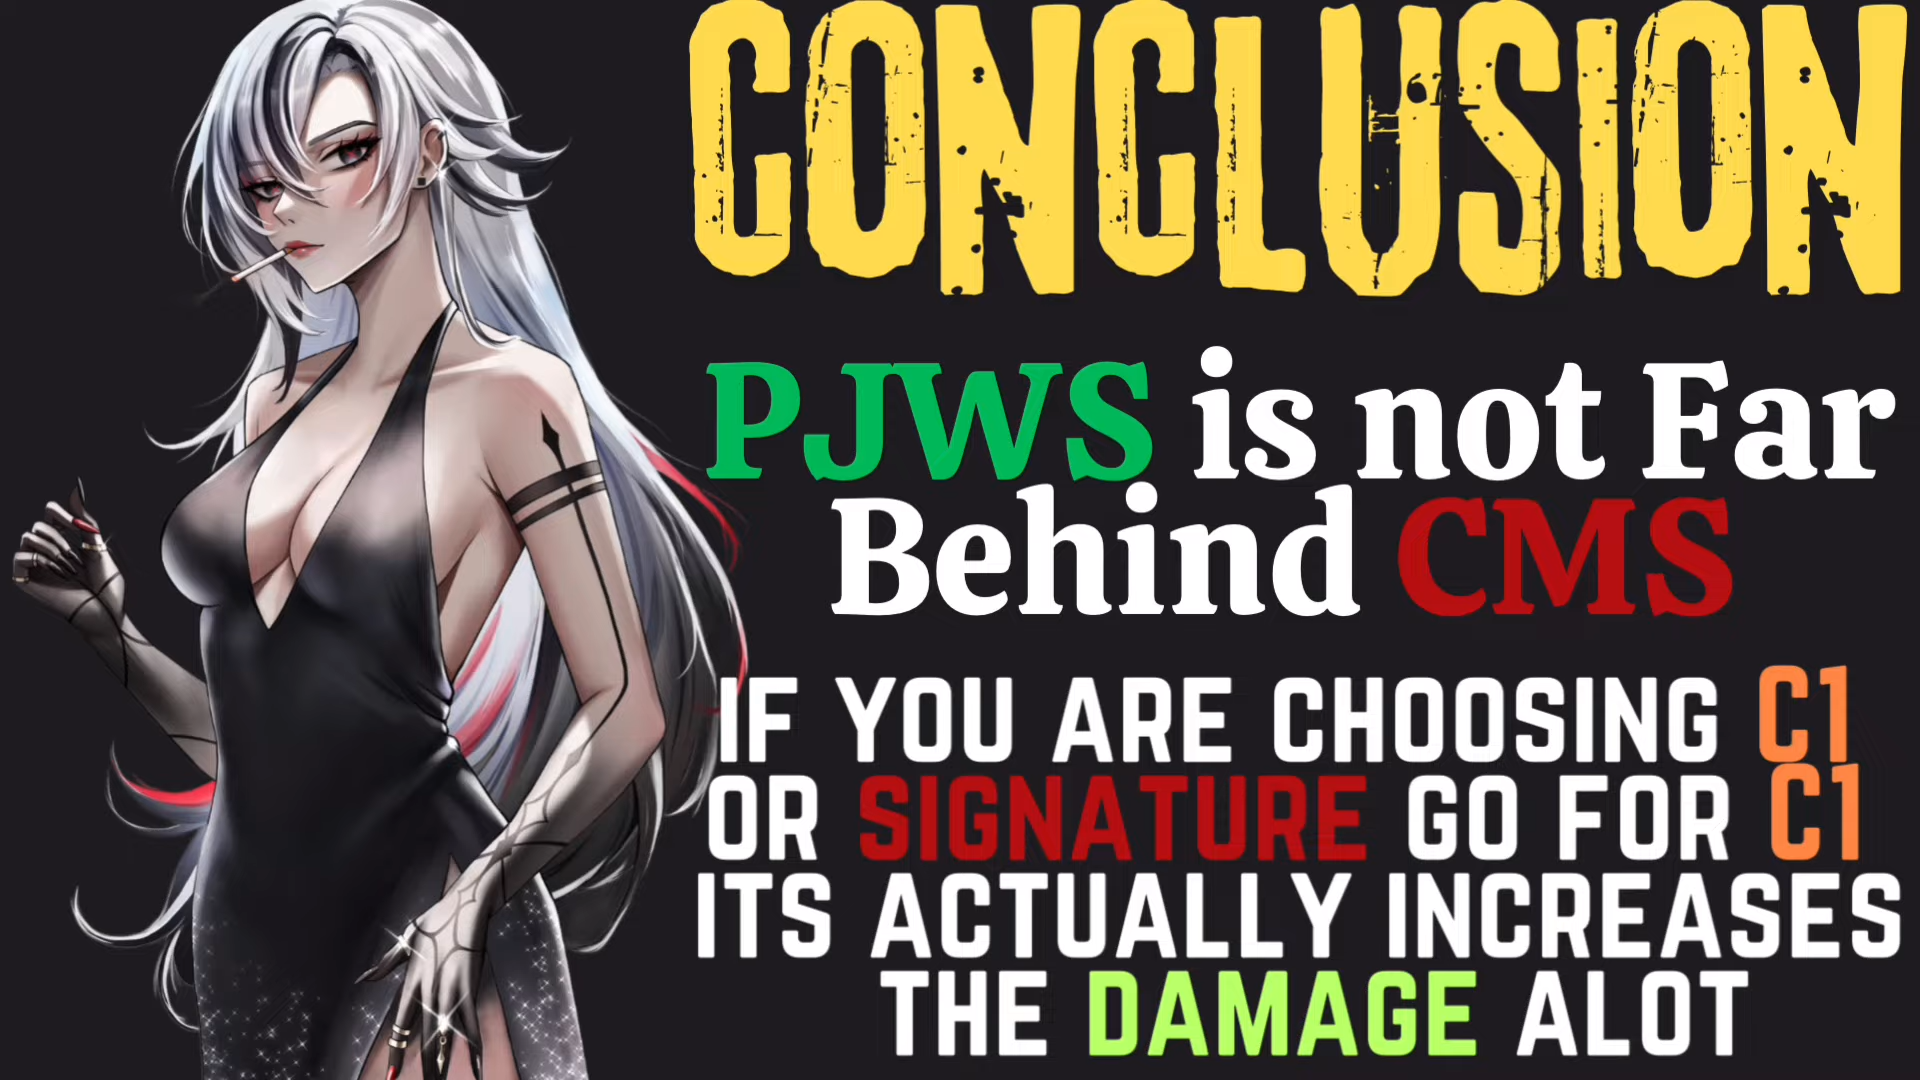 CONCLUSION
PJWS is not Far
Behind CMS
IF YOU ARE CHOOSING C1
OR SIGNATURE GO FOR C1
ITS ACTUALLY INCREASES
THE DAMAGE ALOT